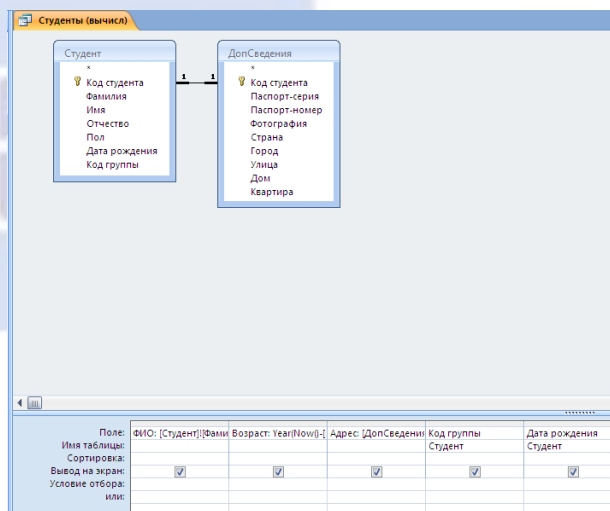 Студенты (вычисл)
Студент
*
Код студента
Фамилия
Имя
Отчество
Пол
Дата рождения
Код группы
1 1
ДопСведения
*
Код студента
Паспорт-серия
Паспорт-номер
Фотография
Страна
Город
Улица
Дом
Квартира
Поле: ФИО: [Студент]![Фами Возраст: Year(Now()-[ Адрес: [ДопСведения Код группы Дата рождения
Имя таблицы: Студент Студент
Сортировка:
Вывод на экран:
Условие отбора:
или: